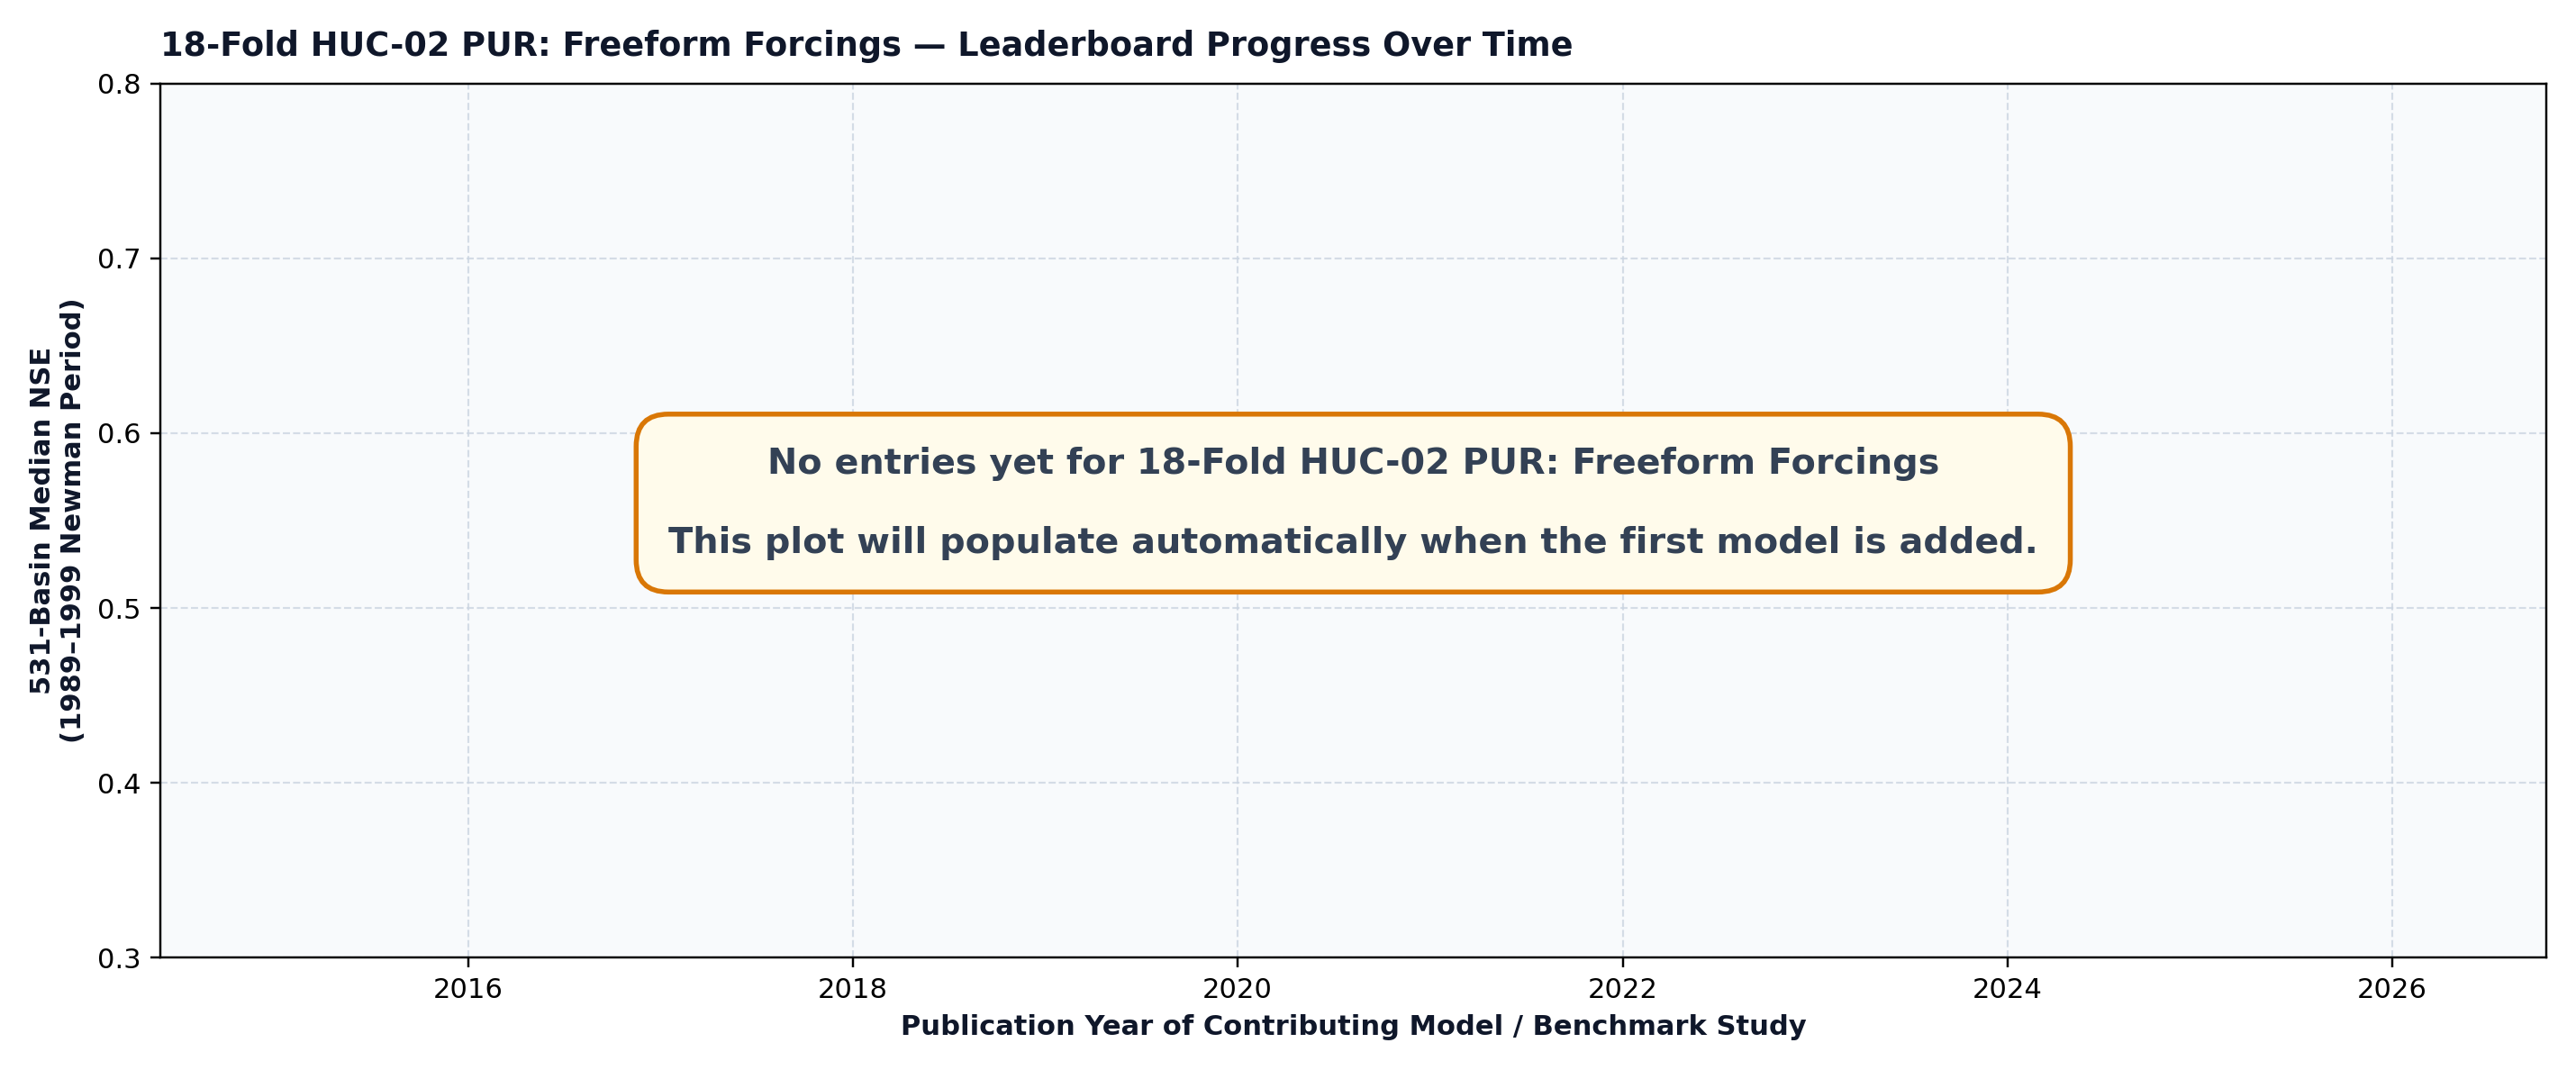 18-Fold HUC-02 PUR: Freeform Forcings — Leaderboard Progress Over Time
531-Basin Median NSE
(1989–1999 Newman Period)
0.8
0.7
0.6
0.5
0.4
0.3
No entries yet for 18-Fold HUC-02 PUR: Freeform Forcings
This plot will populate automatically when the first model is added.
2016
2018
2020
2022
2024
2026
Publication Year of Contributing Model / Benchmark Study